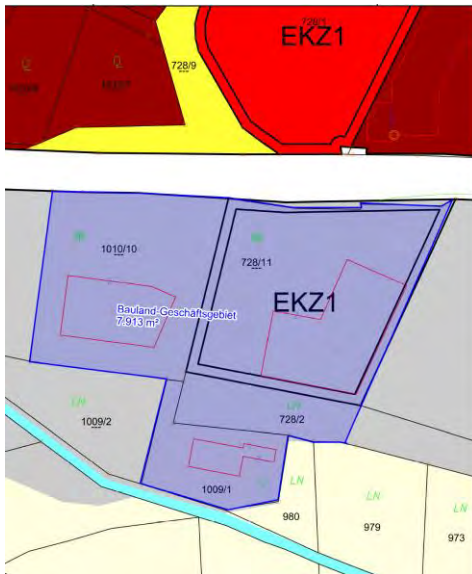 726/1
EKZ1
728/9
1010/10
728/11
EKZ1
Bauland-Geschäftsgebiet
7.913 m²
LN
LN
1009/2
728/2
1009/1
LN
LN
LN
980
979
973